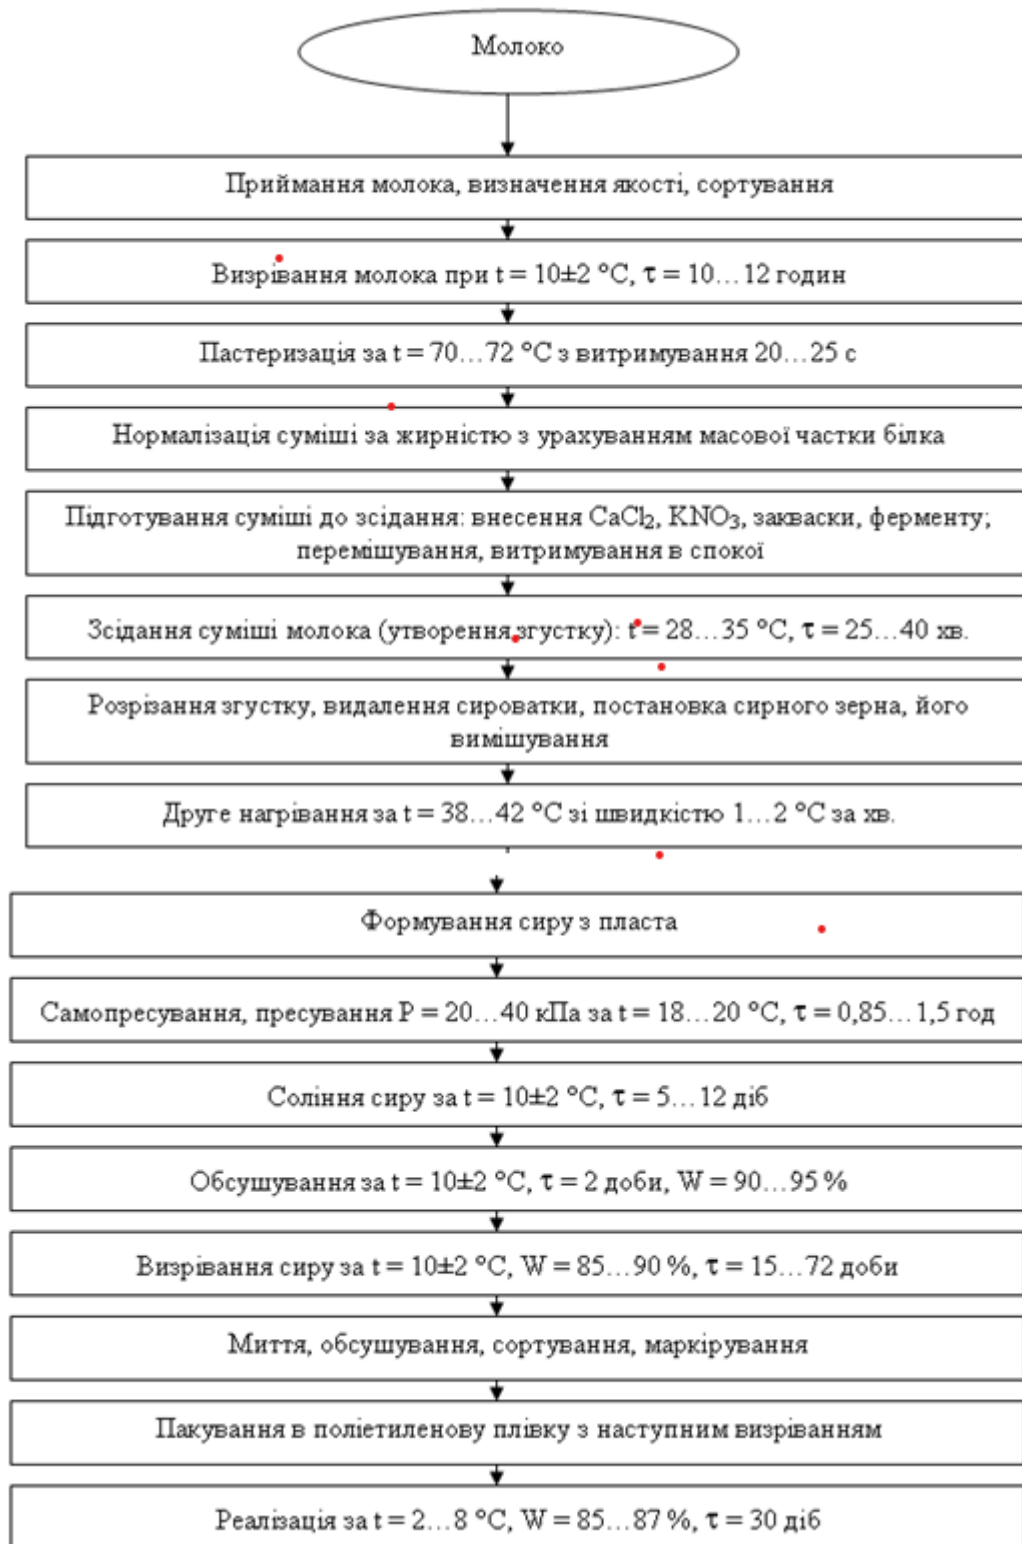 Молоко
Приймання молока, визначення якості, сортування
Визрівання молока при t = 10±2 °C, τ = 10…12 годин
Пастеризація за t = 70…72 °C з витримування 20…25 с
Нормалізація суміші за жирністю з урахуванням масової частки білка
Підготування суміші до зсідання: внесення CaCl₂, KNO₃, закваски, ферменту;
перемішування, витримування в спокої
Зсідання суміші молока (утворення згустку): t = 28…35 °C, τ = 25…40 хв.
Розрізання згустку, видалення сироватки, постановка сирного зерна, його
вимішування
Друге нагрівання за t = 38…42 °C зі швидкістю 1…2 °C за хв.
Формування сиру з пласта
Самопресування, пресування P = 20…40 кПа за t = 18…20 °C, τ = 0,85…1,5 год
Соління сиру за t = 10±2 °C, τ = 5…12 діб
Обсушування за t = 10±2 °C, τ = 2 доби, W = 90…95 %
Визрівання сиру за t = 10±2 °C, W = 85…90 %, τ = 15…72 доби
Миття, обсушування, сортування, маркірування
Пакування в поліетиленову плівку з наступним визріванням
Реалізація за t = 2…8 °C, W = 85…87 %, τ = 30 діб